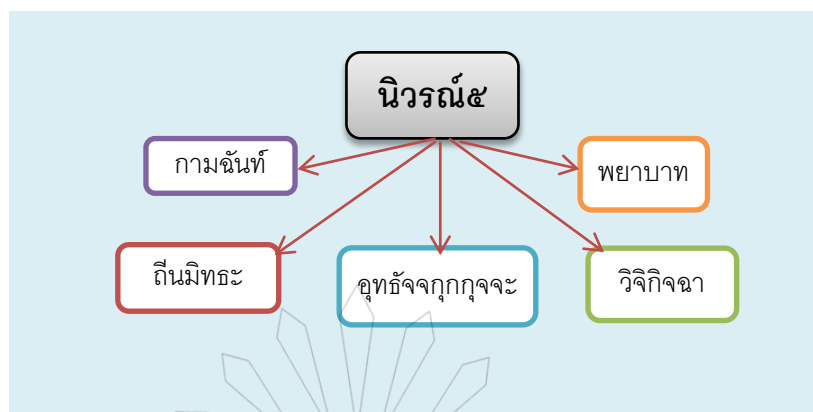 นิวรณ์๕
กามฉันท์
พยาบาท
ถีนมิทธะ
อุทธัจจกุกกุจจะ
วิจิกิจฉา